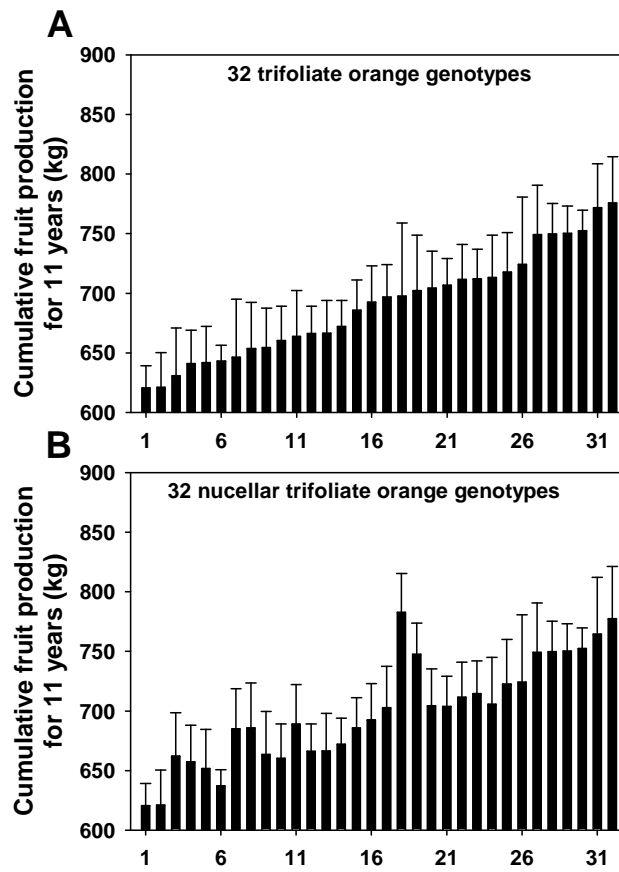 A
32 trifoliate orange genotypes
Cumulative fruit production
for 11 years (kg)
900
850
800
750
700
650
600
1 6 11 16 21 26 31
B
32 nucellar trifoliate orange genotypes
Cumulative fruit production
for 11 years (kg)
900
850
800
750
700
650
600
1 6 11 16 21 26 31